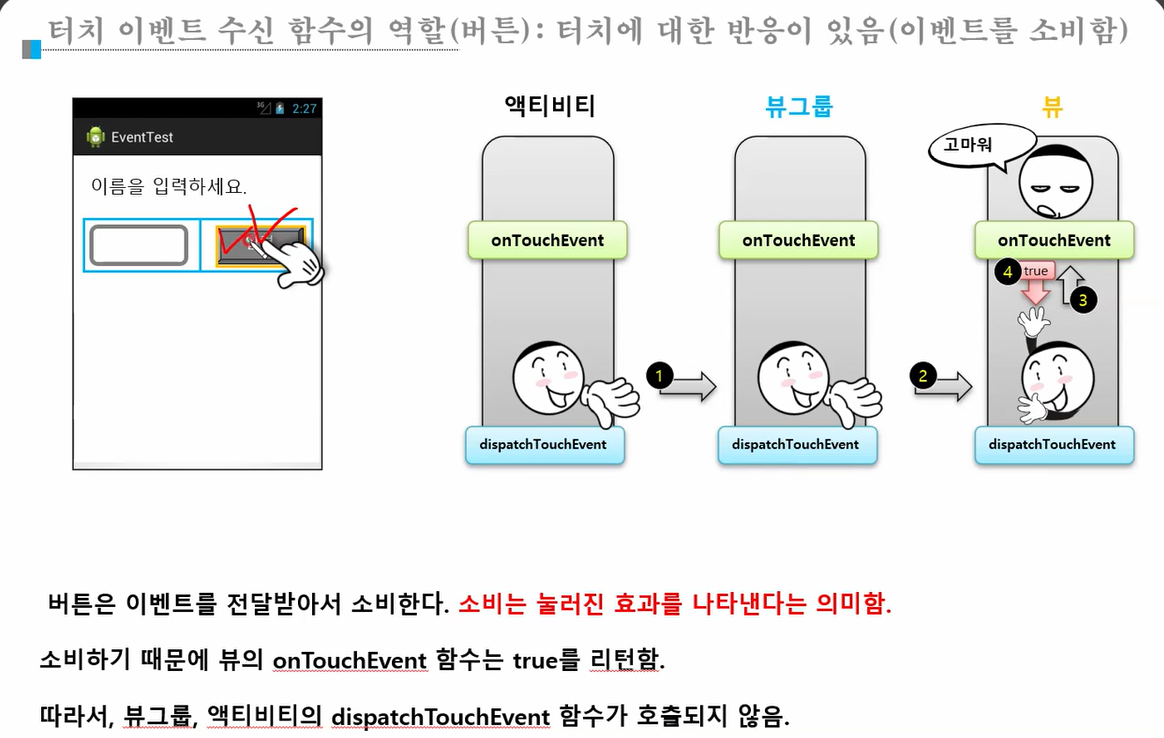 터치 이벤트 수신 함수의 역할(버튼): 터치에 대한 반응이 있음(이벤트를 소비함)
3G 2:27
EventTest
이름을 입력하세요.
액티비티
뷰그룹
뷰
고마워
onTouchEvent
onTouchEvent
onTouchEvent
4 true
3
1
2
dispatchTouchEvent
dispatchTouchEvent
dispatchTouchEvent
버튼은 이벤트를 전달받아서 소비한다. 소비는 눌러진 효과를 나타낸다는 의미함.
소비하기 때문에 뷰의 onTouchEvent 함수는 true를 리턴함.
따라서, 뷰그룹, 액티비티의 dispatchTouchEvent 함수가 호출되지 않음.